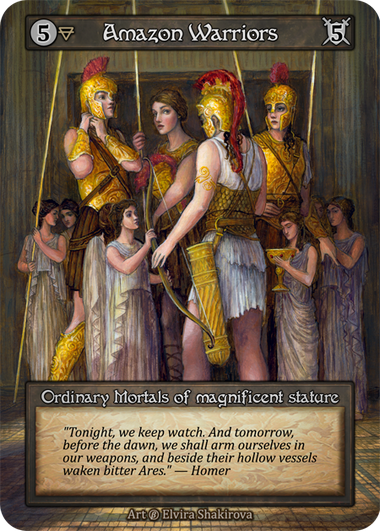 5 Amazon Warriors 5
Ordinary Mortals of magnificent stature
"Tonight, we keep watch. And tomorrow,
before the dawn, we shall arm ourselves in
our weapons, and beside their hollow vessels
waken bitter Ares." — Homer
Art @ Elvira Shakirova